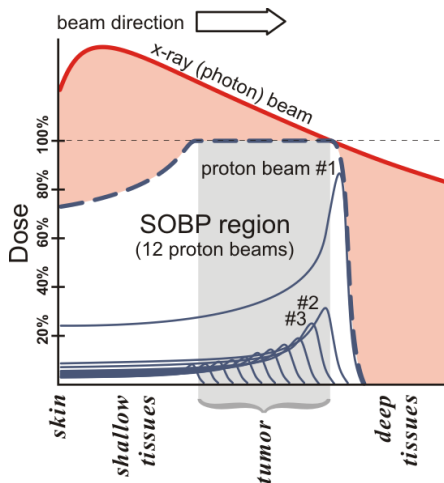 beam direction
x-ray (photon) beam
100%
proton beam #1
80%
SOBP region
(12 proton beams)
60%
Dose
40%
#2
#3
20%
skin
shallow
tissues
tumor
deep
tissues